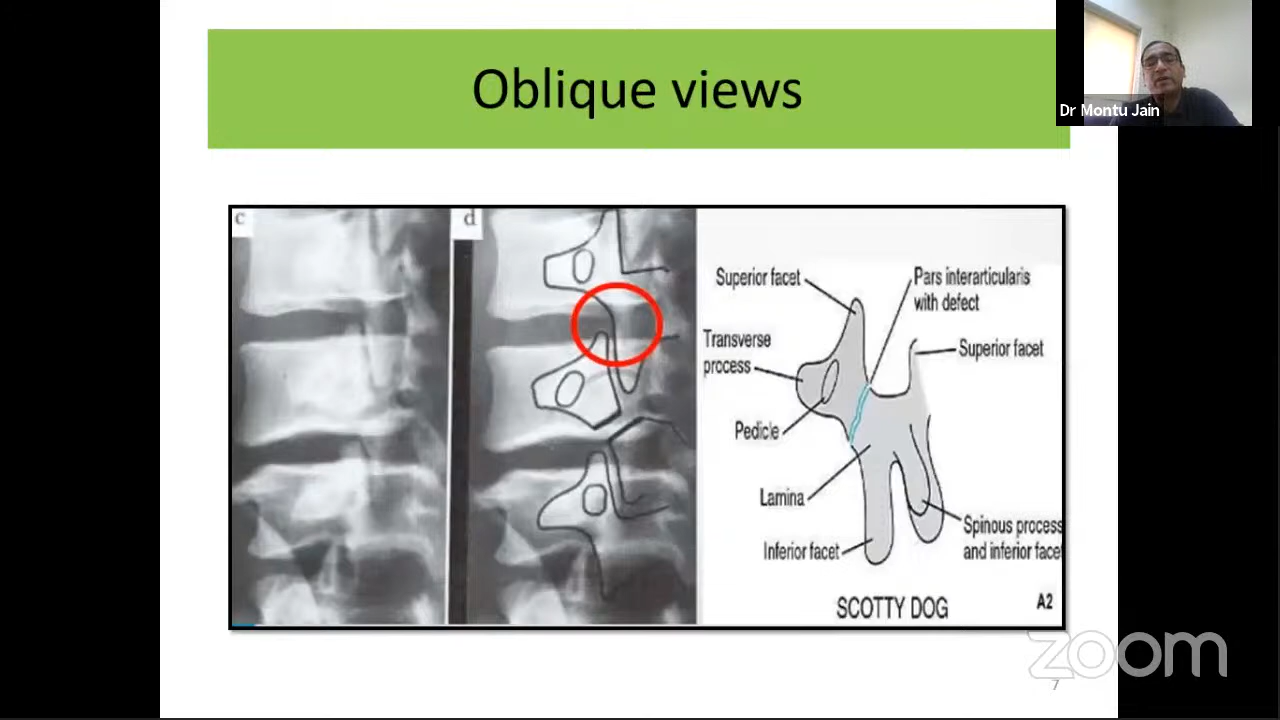 Oblique views
Dr Montu Jain
c
d
Superior facet
Pars interarticularis
with defect
Transverse
process
Superior facet
Pedicle
Lamina
Spinous process
and inferior facet
Inferior facet
SCOTTY DOG
A2
zoom
7